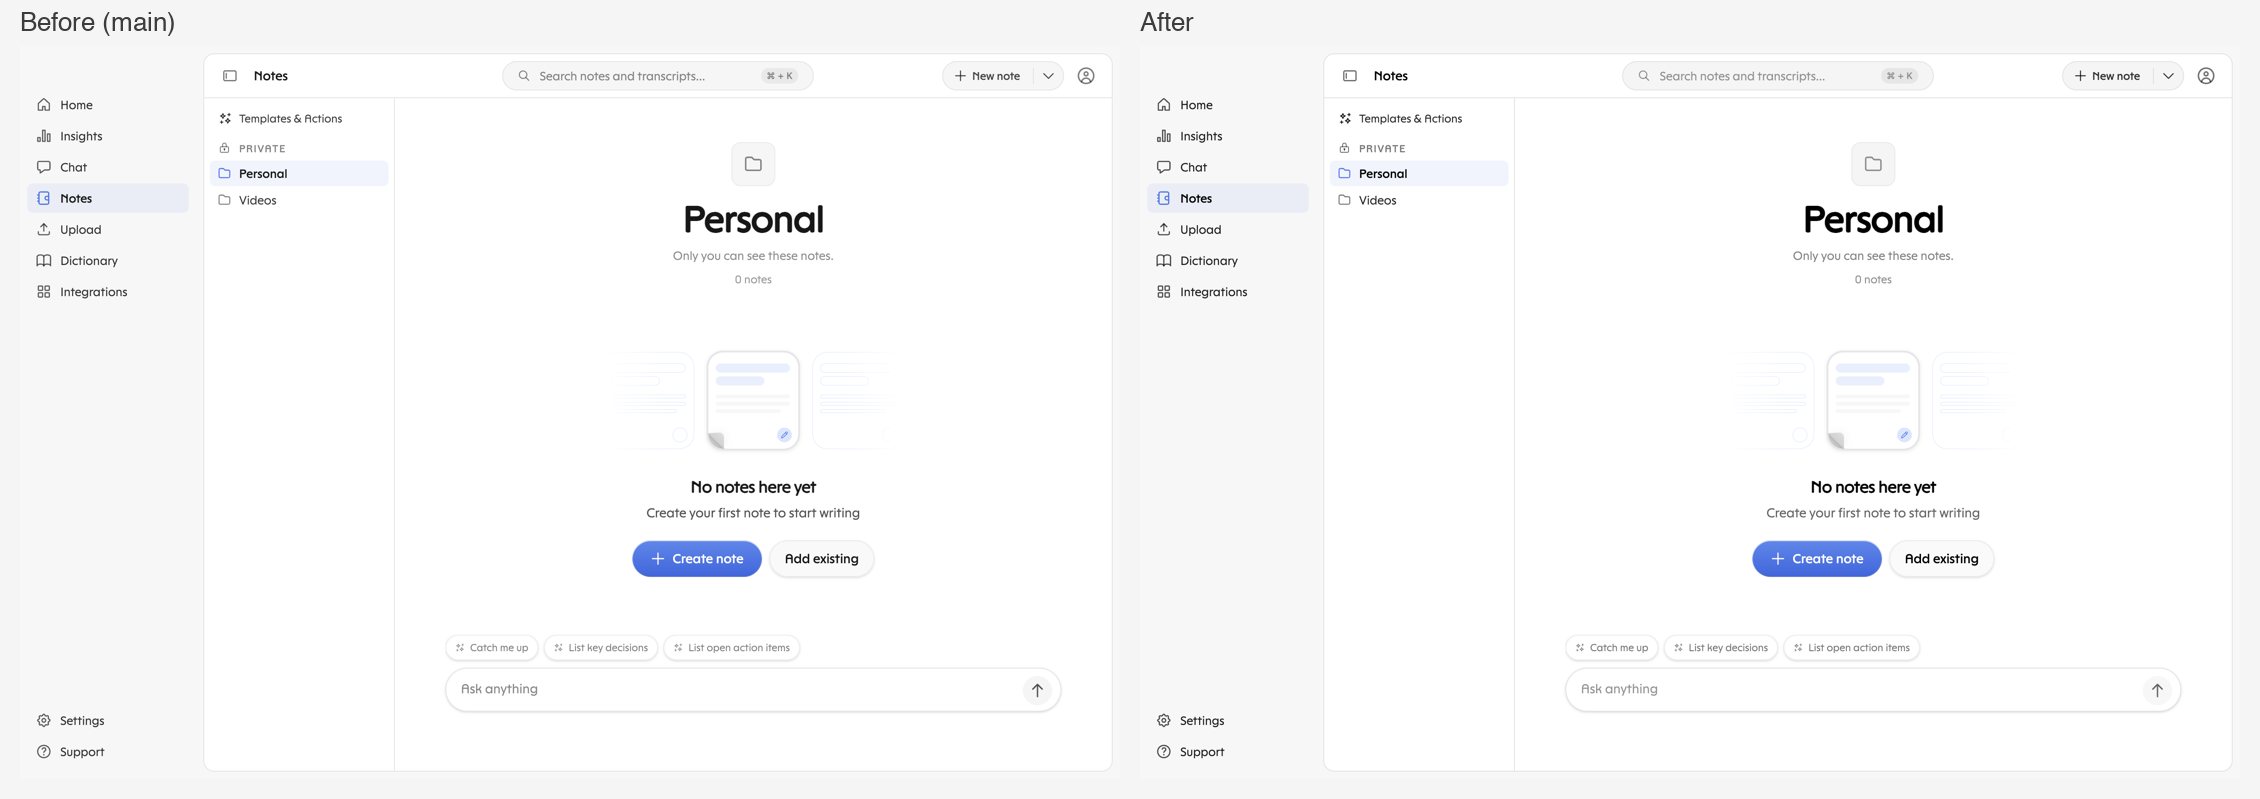 Before (main)
Notes
Search notes and transcripts...
⌘ + K
New note
Home
Insights
Chat
Notes
Upload
Dictionary
Integrations
Settings
Support
Templates & Actions
PRIVATE
Personal
Videos
Personal
Only you can see these notes.
0 notes
No notes here yet
Create your first note to start writing
Create note
Add existing
Catch me up
List key decisions
List open action items
Ask anything
After
Notes
Search notes and transcripts...
⌘ + K
New note
Home
Insights
Chat
Notes
Upload
Dictionary
Integrations
Settings
Support
Templates & Actions
PRIVATE
Personal
Videos
Personal
Only you can see these notes.
0 notes
No notes here yet
Create your first note to start writing
Create note
Add existing
Catch me up
List key decisions
List open action items
Ask anything